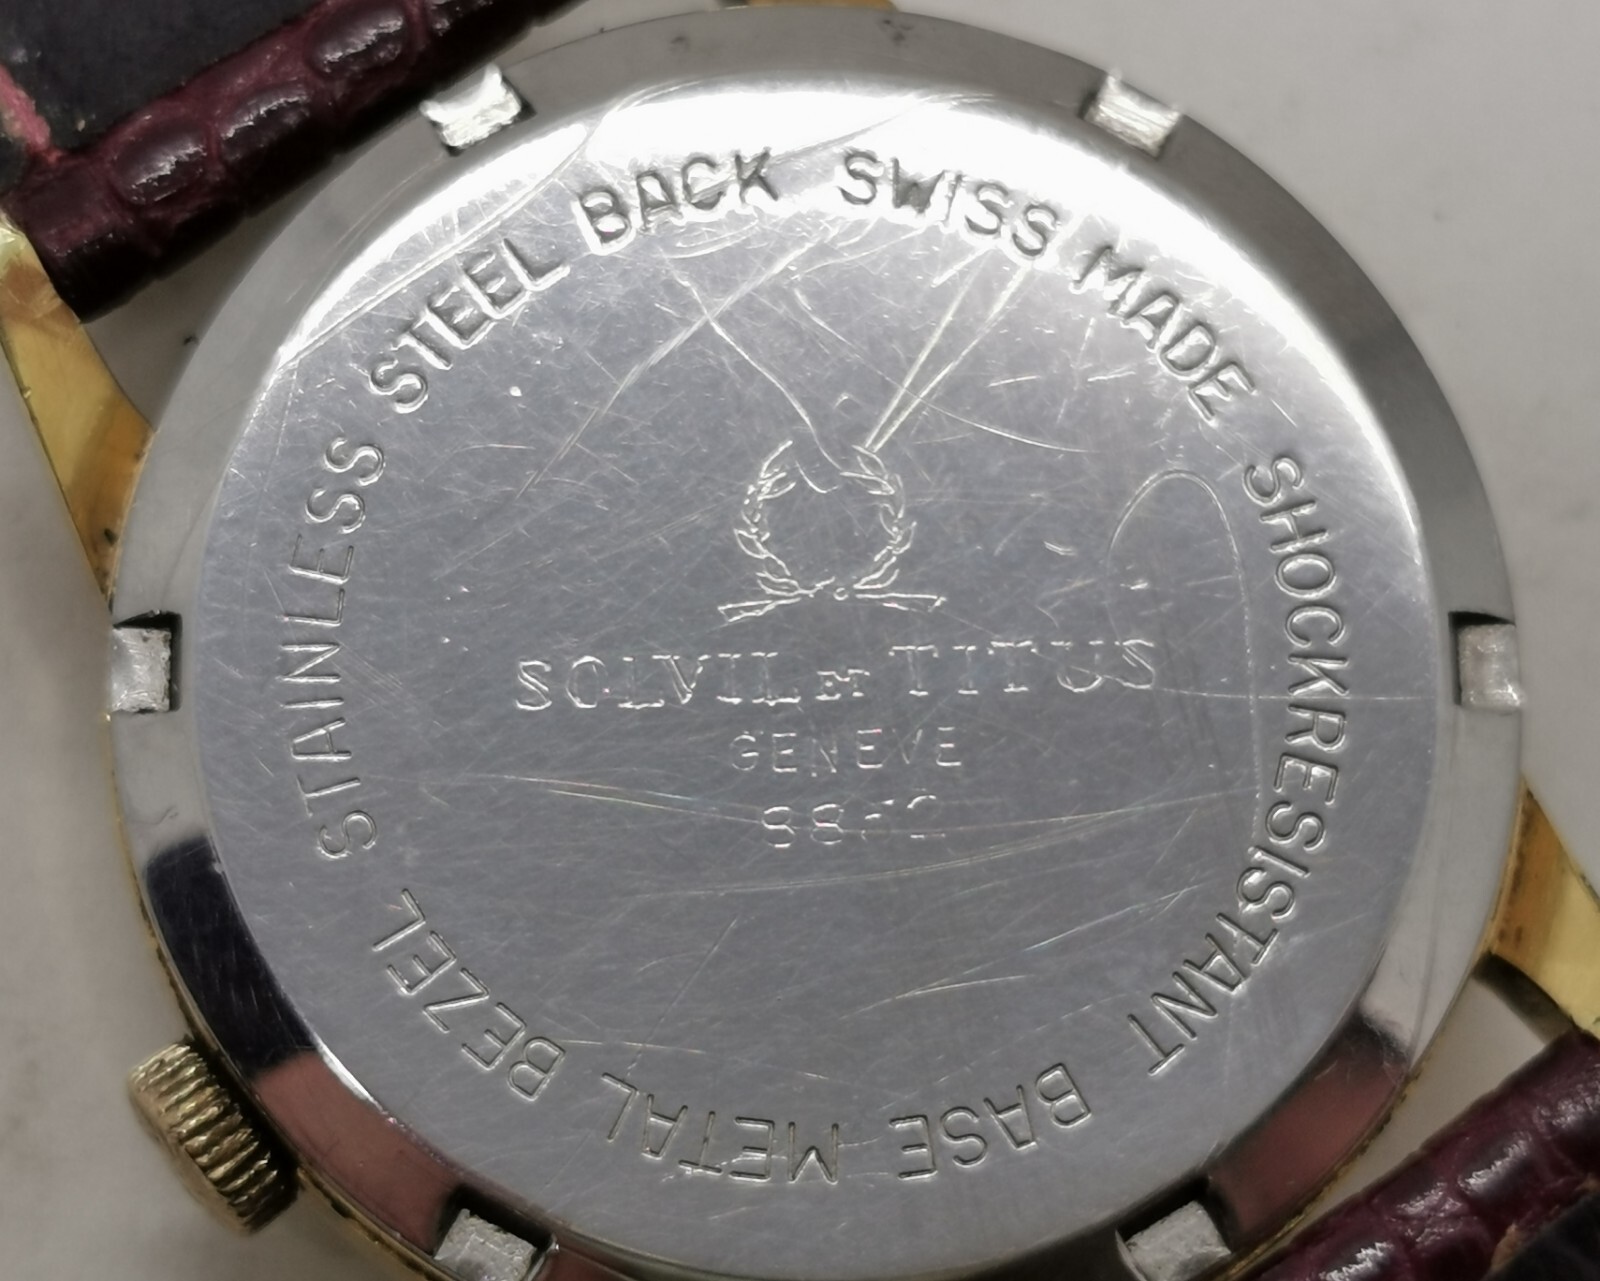 STAINLESS STEEL BACK SWISS MADE SHOCKRESISTANT BASE METAL BEZEL
SOLVIL ET TITUS
GENEVE